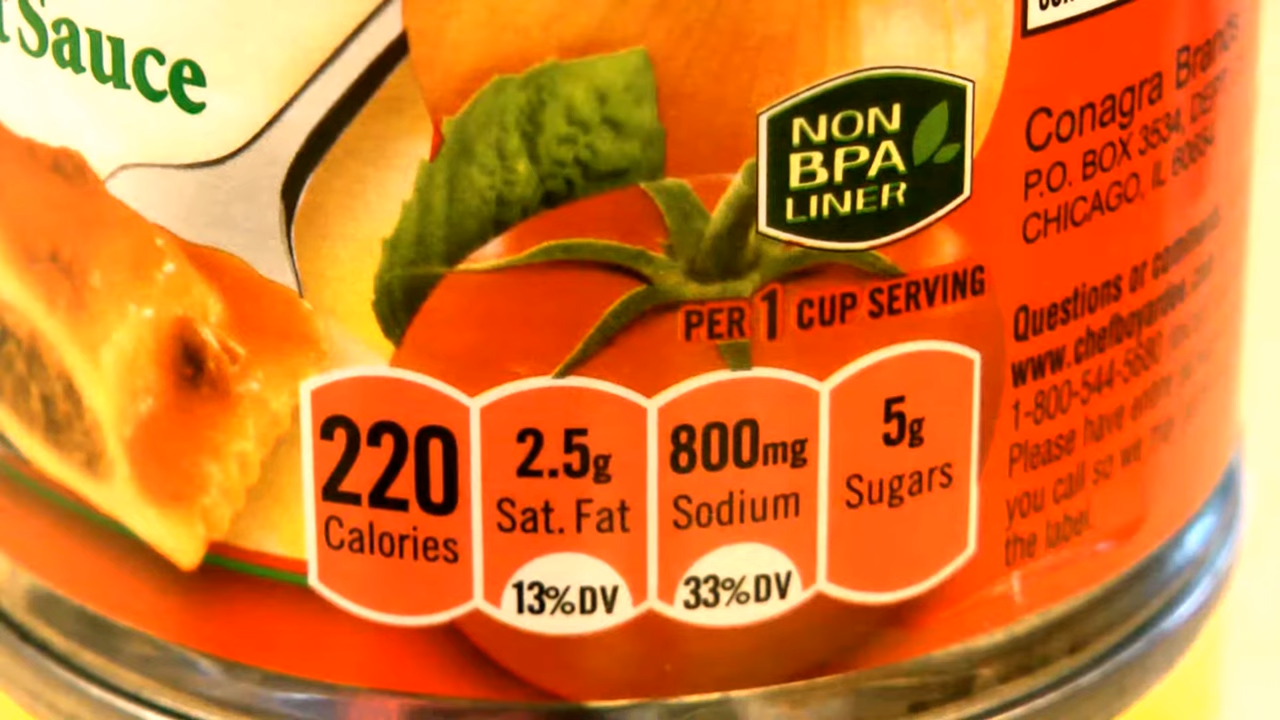 Sauce
NON
BPA
LINER
Conagra Brands
P.O. BOX 3534,
CHICAGO, IL
PER 1 CUP SERVING
Questions or
www.chefboyardee.com
1-800-544-5680
Please have entire
you call so we
the label.
220
Calories
2.5g
Sat. Fat
13%DV
800mg
Sodium
33%DV
5g
Sugars